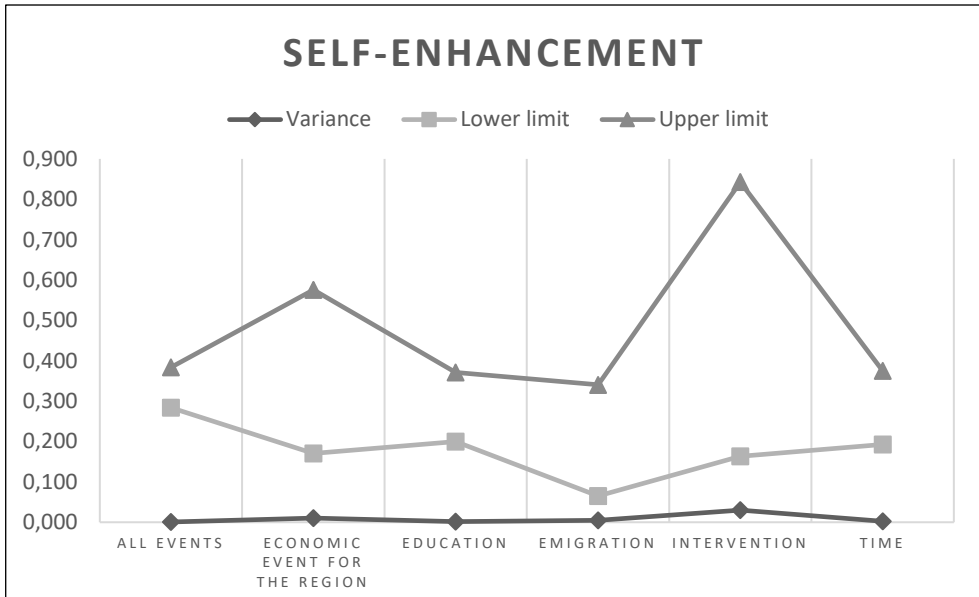 SELF-ENHANCEMENT
Variance Lower limit Upper limit
0,900
0,800
0,700
0,600
0,500
0,400
0,300
0,200
0,100
0,000
ALL EVENTS
ECONOMIC
EVENT FOR
THE REGION
EDUCATION
EMIGRATION
INTERVENTION
TIME